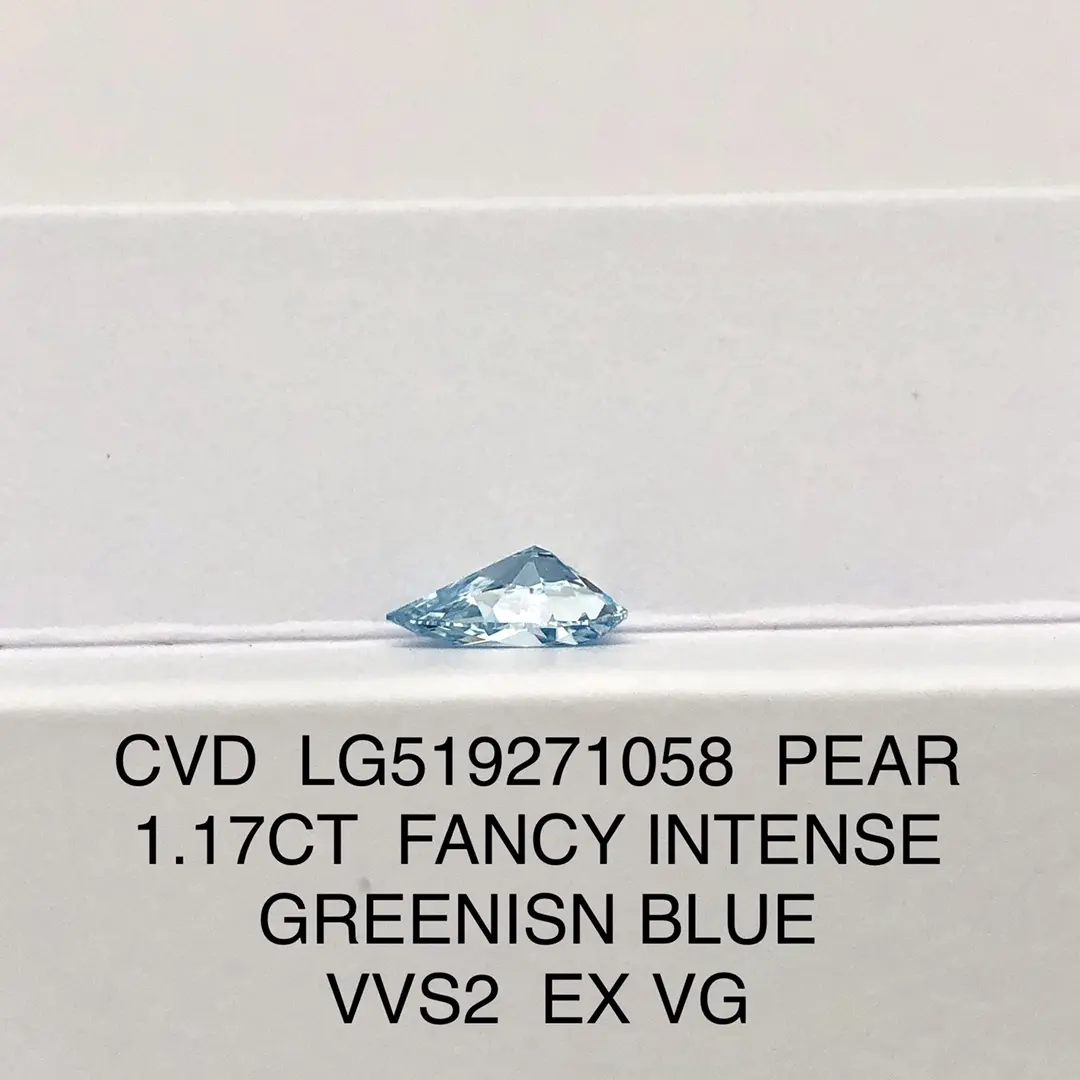 CVD LG519271058 PEAR
1.17CT FANCY INTENSE
GREENISN BLUE
VVS2 EX VG